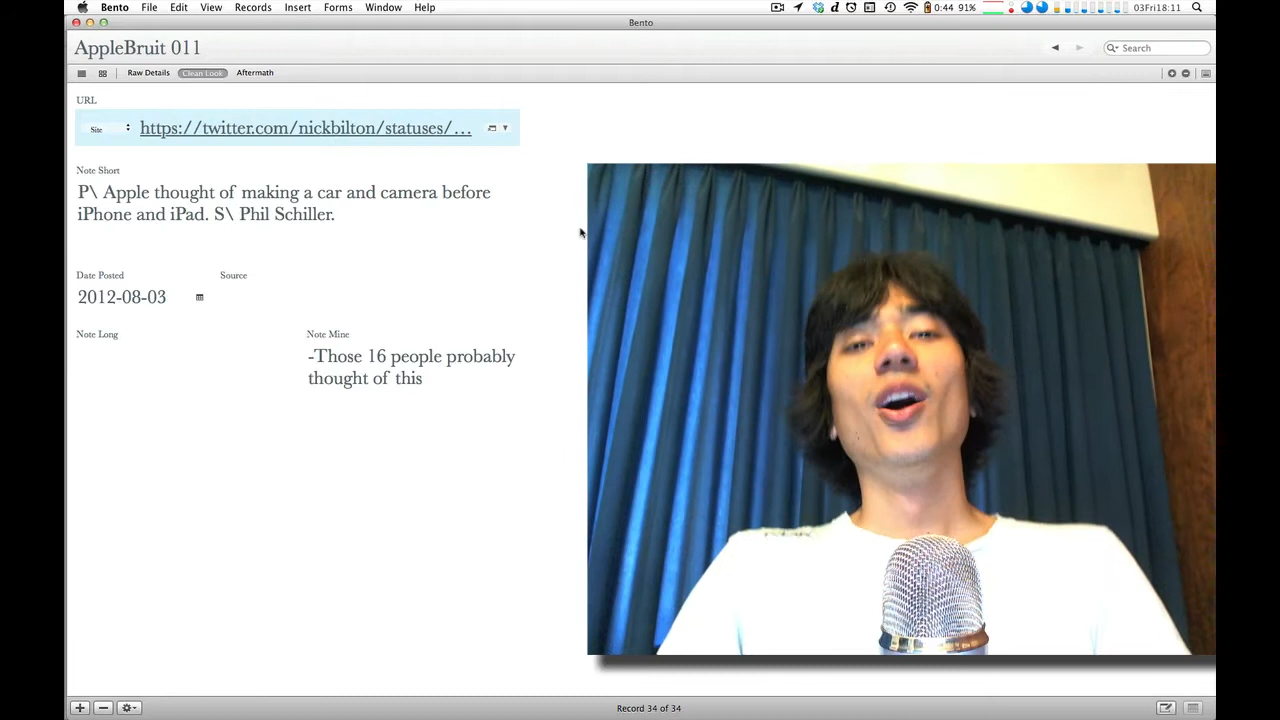 Bento File Edit View Records Insert Forms Window Help
0:44 91%
03Fri18:11
Bento
AppleBruit 011
Search
Raw Details Clean Look Aftermath
URL
Site https://twitter.com/nickbilton/statuses/…
Note Short
P\ Apple thought of making a car and camera before
iPhone and iPad. S\ Phil Schiller.
Date Posted Source
2012-08-03
Note Long Note Mine
-Those 16 people probably
thought of this
Record 34 of 34